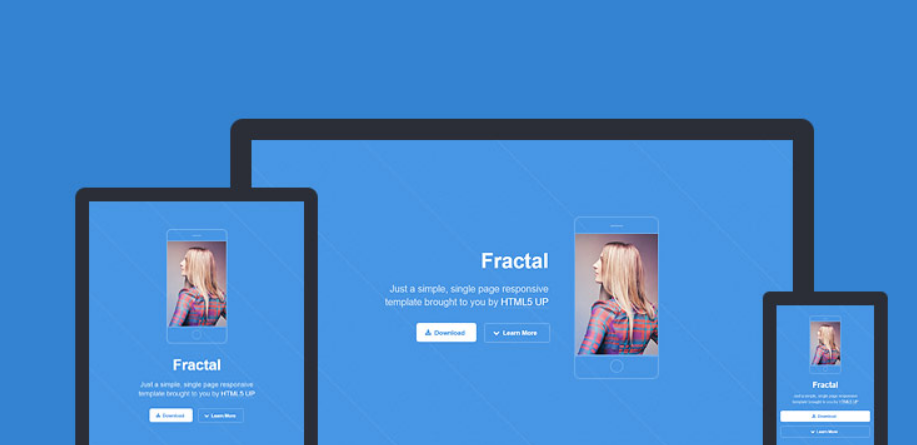 Fractal
Just a simple, single page responsive
template brought to you by HTML5 UP
Download
Learn More
Fractal
Just a simple, single page responsive
template brought to you by HTML5 UP
Download
Learn More
Fractal
Just a simple, single page responsive
template brought to you by HTML5 UP
Download
Learn More